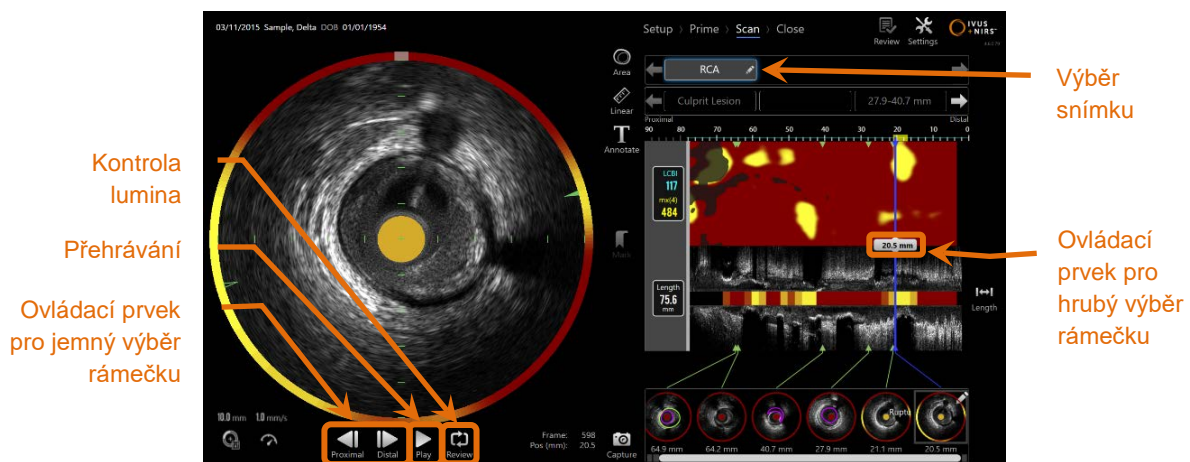 03/11/2015 Sample, Delta DOB 01/01/1954
Setup › Prime › Scan › Close
Review
Settings
IVUS
+NIRS
Area
Linear
T
Annotate
Mark
RCA
Culprit Lesion
27.9-40.7 mm
Proximal
Distal
90 80 70 60 50 40 30 20 10 0
LCBI
117
mx(4)
484
20.5 mm
Length
75.6
mm
Length
Výběr
snímku
Kontrola
lumina
Přehrávání
Ovládací prvek
pro jemný výběr
rámečku
Ovládací
prvek pro
hrubý výběr
rámečku
10.0 mm 1.0 mm/s
Proximal
Distal
Play
Review
Frame: 598
Pos (mm): 20.5
Capture
Ruptu
64.9 mm
64.2 mm
40.7 mm
27.9 mm
21.1 mm
20.5 mm